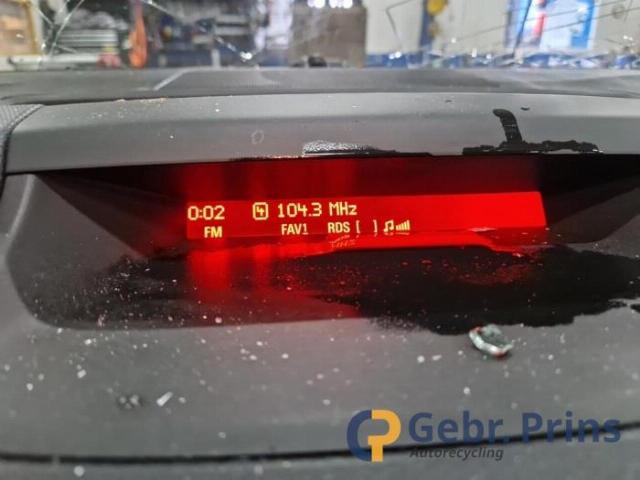 0:02 4 104.3 MHz
FM FAV1 RDS [ ]
Gebr. Prins
Autorecycling